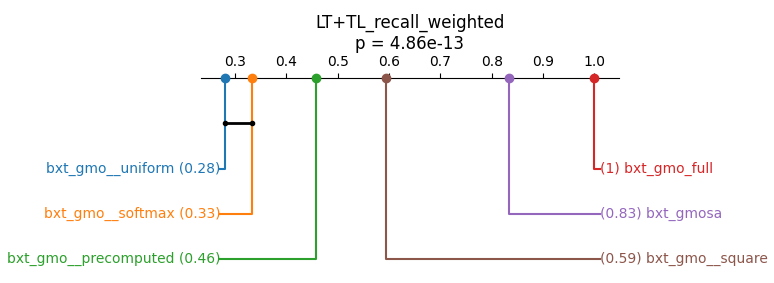 LT+TL_recall_weighted
p = 4.86e-13
0.3 0.4 0.5 0.6 0.7 0.8 0.9 1.0
bxt_gmo__uniform (0.28)
(1) bxt_gmo_full
bxt_gmo__softmax (0.33)
(0.83) bxt_gmosa
bxt_gmo__precomputed (0.46)
(0.59) bxt_gmo__square